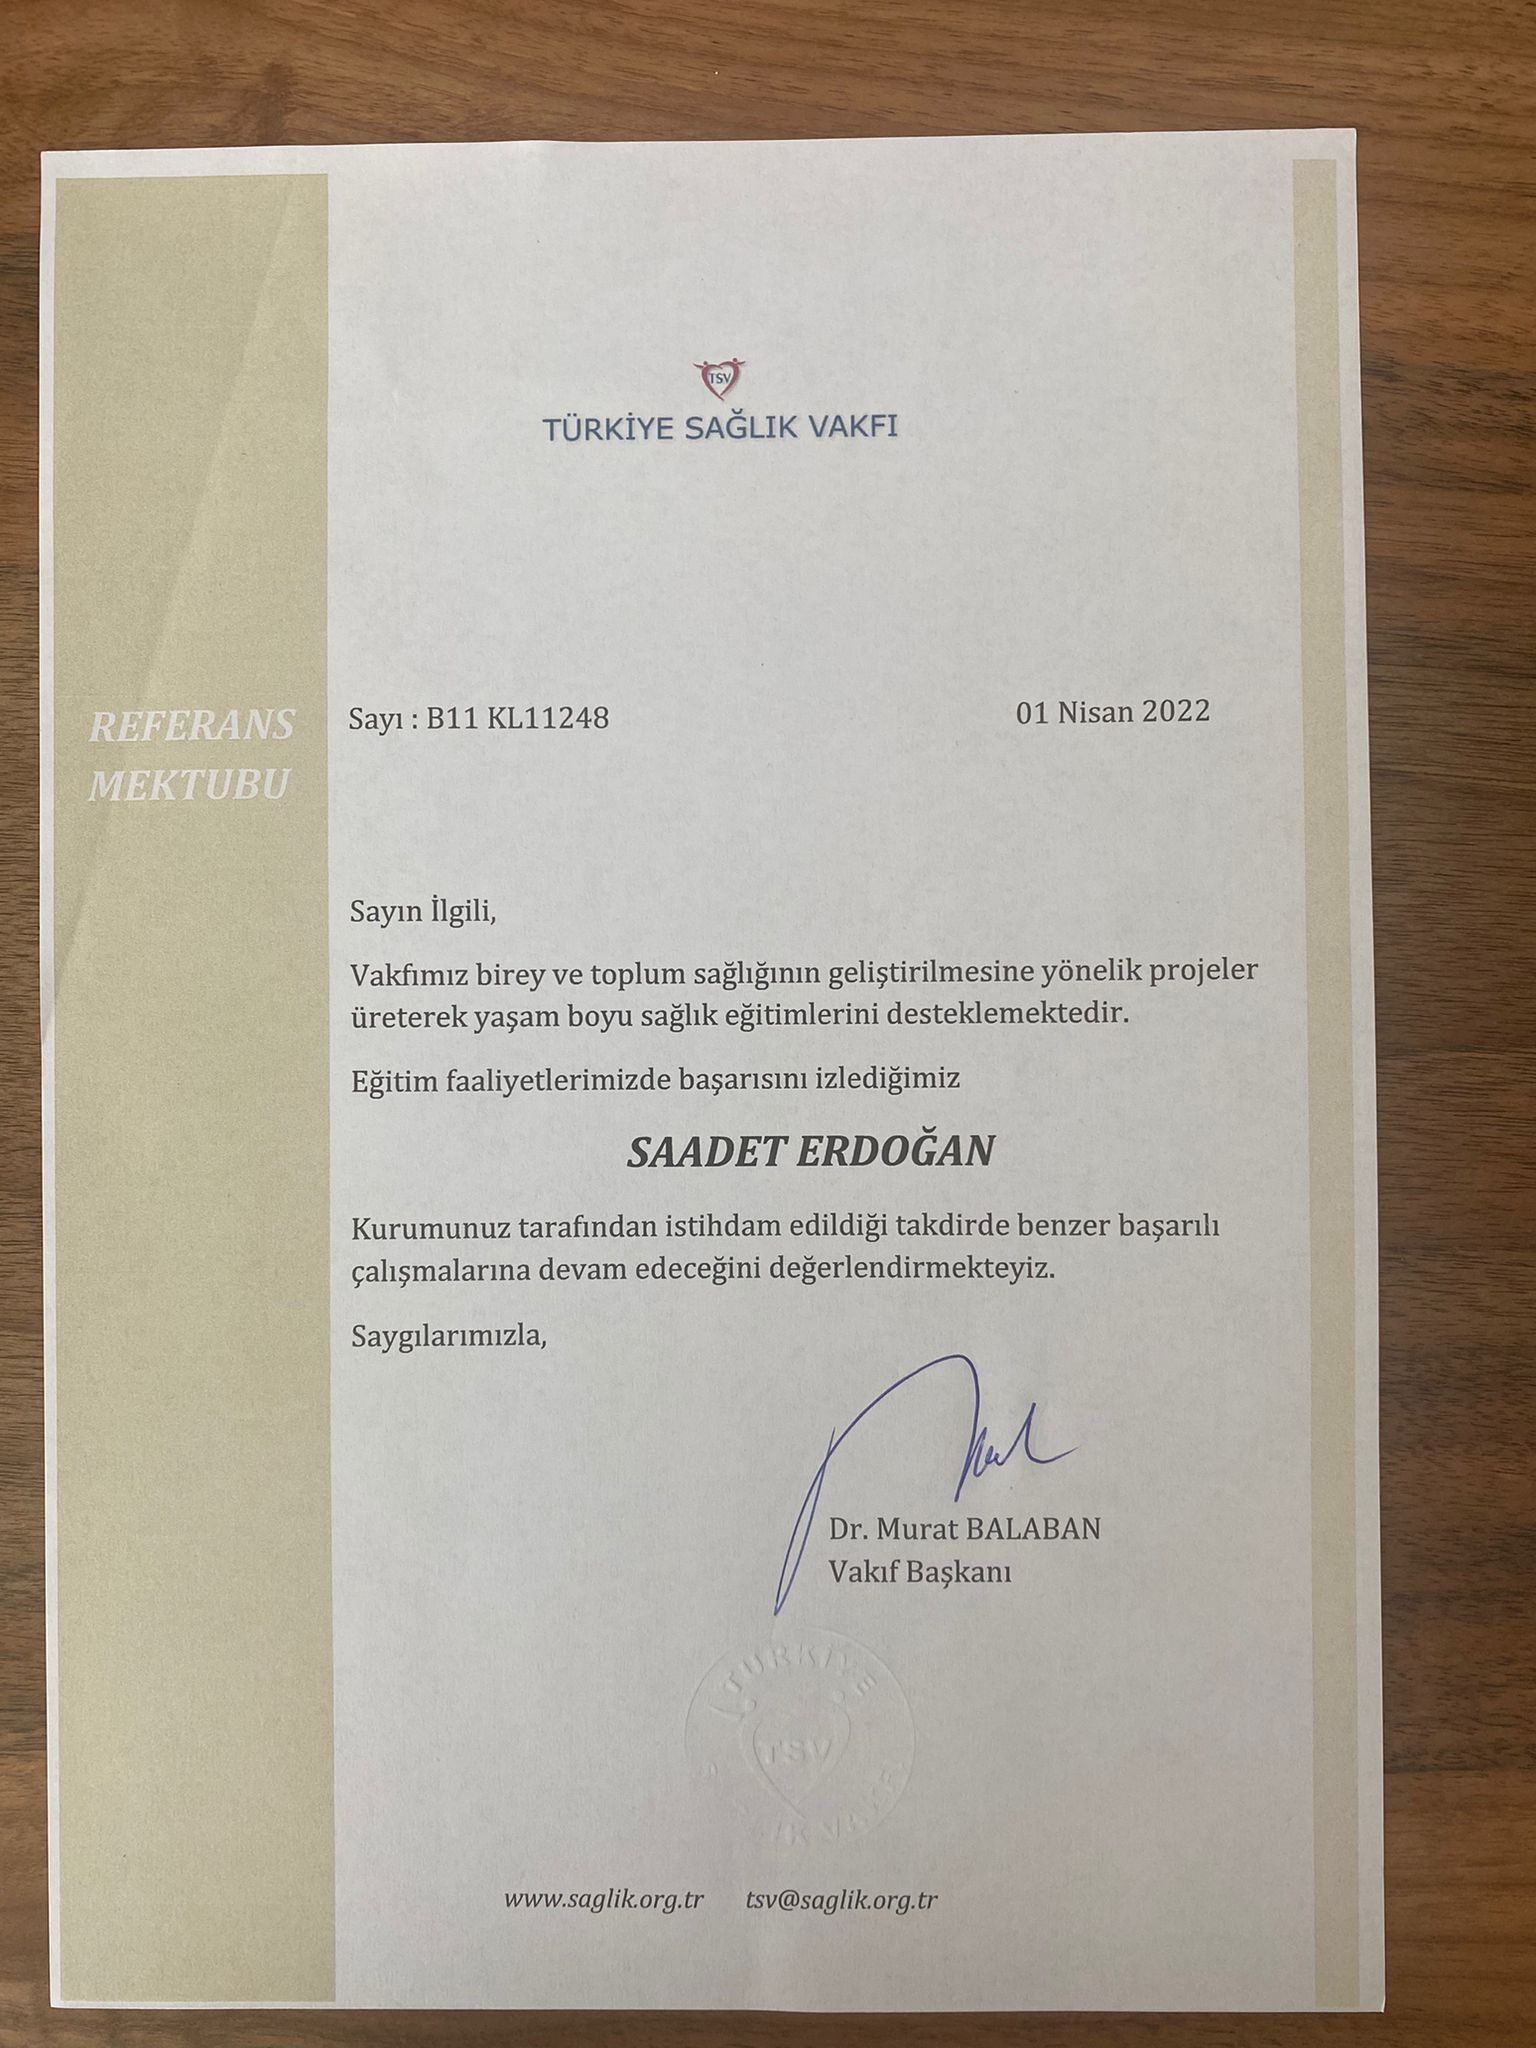 TSV
TÜRKİYE SAĞLIK VAKFI
REFERANS
MEKTUBU
Sayı : B11 KL11248
01 Nisan 2022
Sayın İlgili,
Vakfımız birey ve toplum sağlığının geliştirilmesine yönelik projeler
üreterek yaşam boyu sağlık eğitimlerini desteklemektedir.
Eğitim faaliyetlerimizde başarısını izlediğimiz
SAADET ERDOĞAN
Kurumunuz tarafından istihdam edildiği takdirde benzer başarılı
çalışmalarına devam edeceğini değerlendirmekteyiz.
Saygılarımızla,
Dr. Murat BALABAN
Vakıf Başkanı
TÜRKİYE
TSV
www.saglik.org.tr tsv@saglik.org.tr